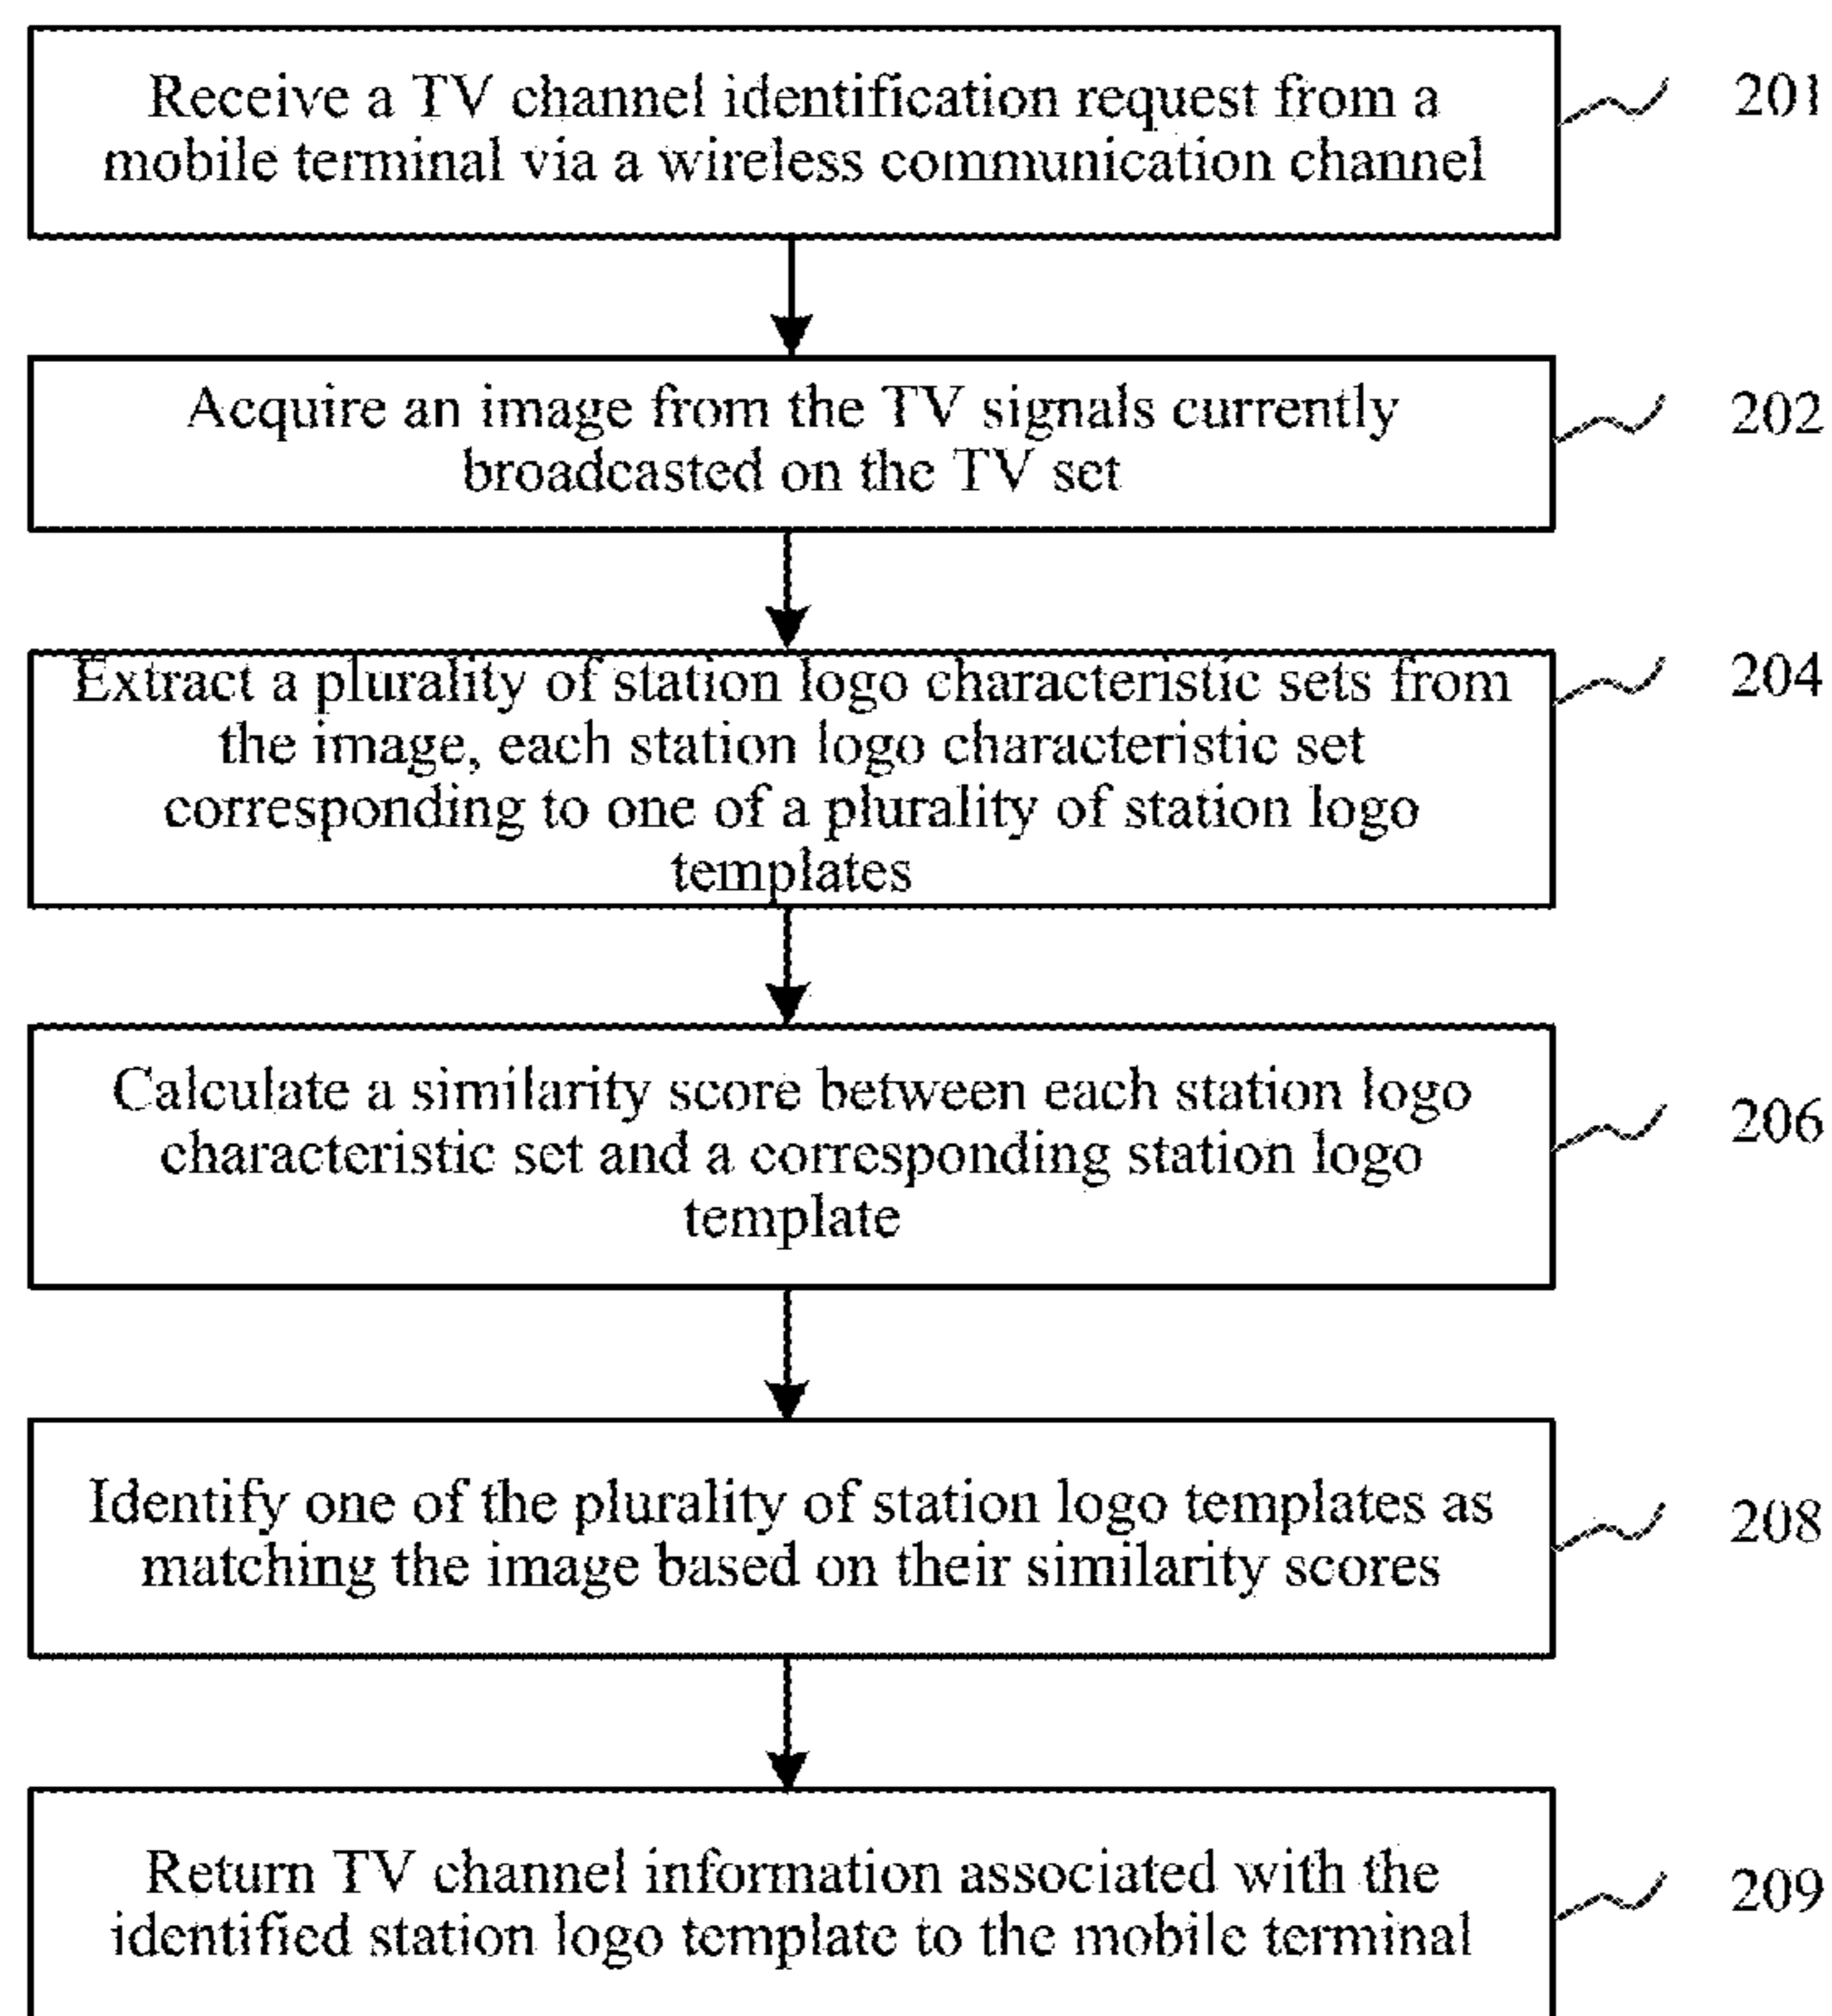 Receive a TV channel identification request from a
mobile terminal via a wireless communication channel
201
Acquire an image from the TV signals currently
broadcasted on the TV set
202
Extract a plurality of station logo characteristic sets from
the image, each station logo characteristic set
corresponding to one of a plurality of station logo
templates
204
Calculate a similarity score between each station logo
characteristic set and a corresponding station logo
template
206
Identify one of the plurality of station logo templates as
matching the image based on their similarity scores
208
Return TV channel information associated with the
identified station logo template to the mobile terminal
209